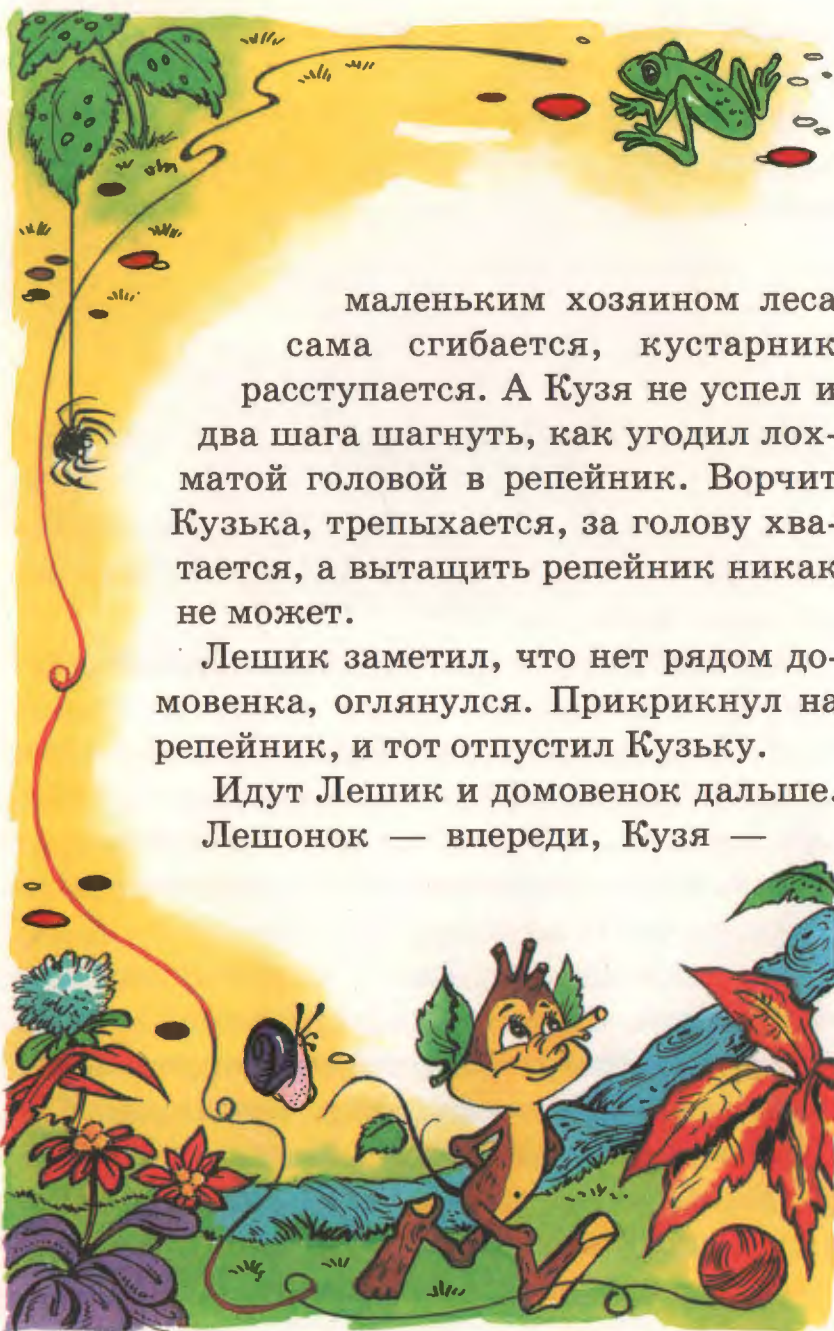 маленьким хозяином леса
сама сгибается, кустарник
расступается. А Кузя не успел и
два шага шагнуть, как угодил лох-
матой головой в репейник. Ворчит
Кузька, трепыхается, за голову хва-
тается, а вытащить репейник никак
не может.
Лешик заметил, что нет рядом до-
мовенка, оглянулся. Прикрикнул на
репейник, и тот отпустил Кузьку.
Идут Лешик и домовенок дальше.
Лешонок — впереди, Кузя —